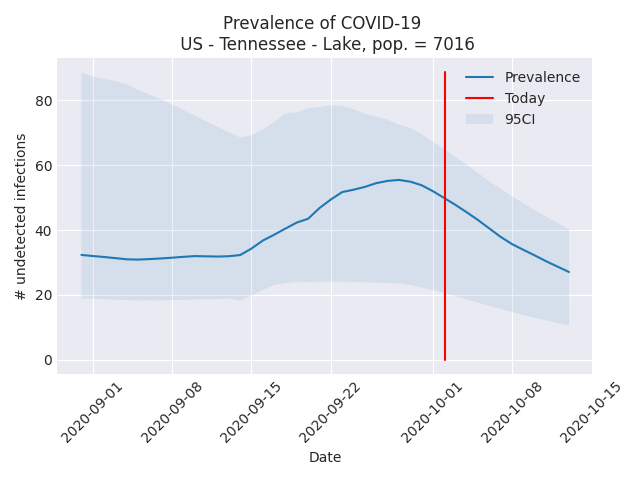 Prevalence of COVID-19
US - Tennessee - Lake, pop. = 7016
Prevalence
Today
95CI
# undetected infections
80
60
40
20
0
2020-09-01
2020-09-08
2020-09-15
2020-09-22
2020-10-01
2020-10-08
2020-10-15
Date